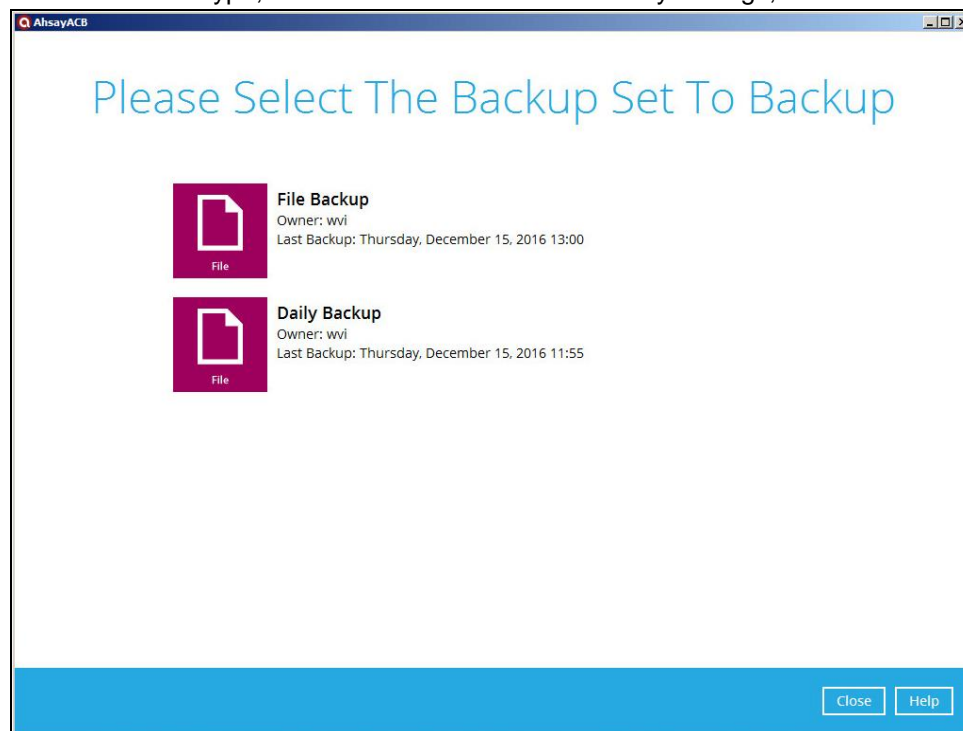 AhsayACB
Please Select The Backup Set To Backup
File Backup
Owner: wvi
Last Backup: Thursday, December 15, 2016 13:00
File
Daily Backup
Owner: wvi
Last Backup: Thursday, December 15, 2016 11:55
File
Close Help